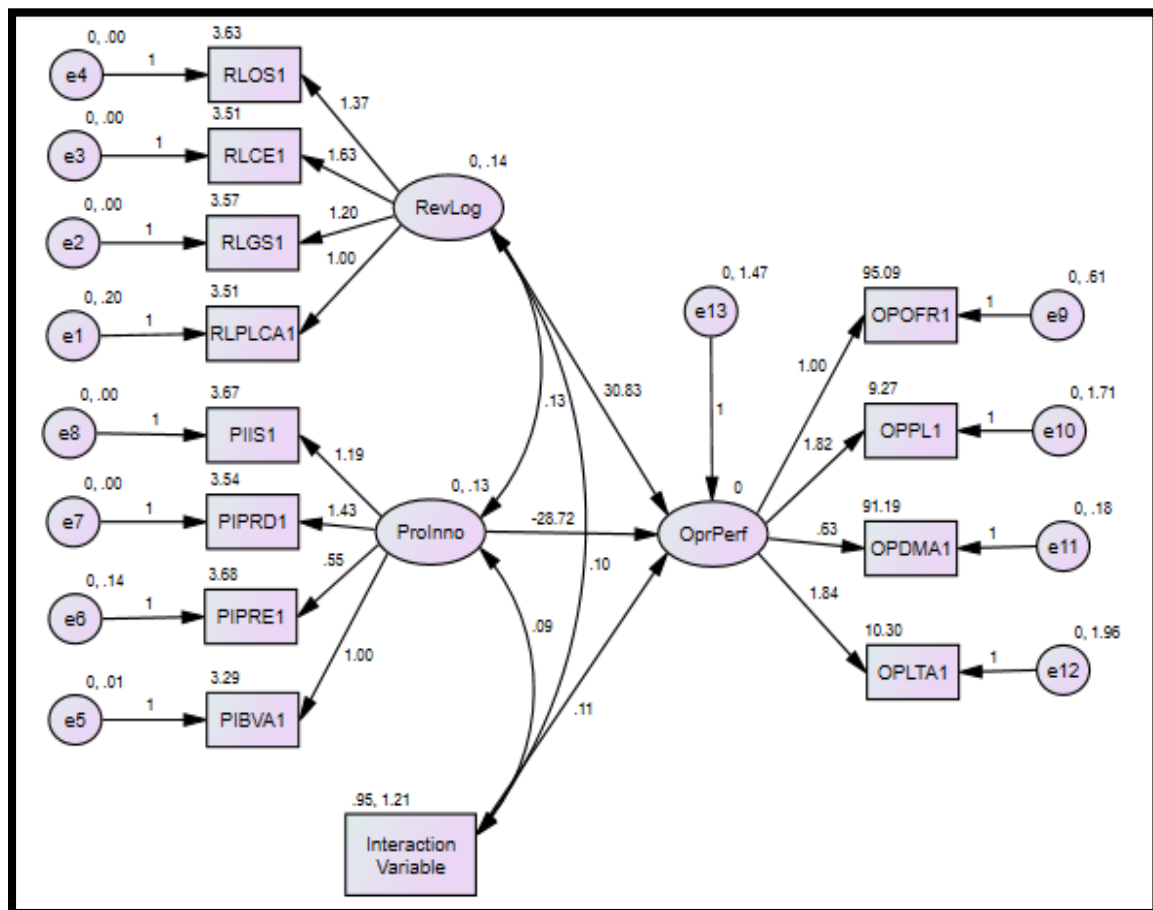 0, .00
3.63
e4
1
RLOS1
1.37
0, .00
3.51
e3
1
RLCE1
1.63
0, .14
RevLog
0, .00
3.57
e2
1
RLGS1
1.20
1.00
0, .20
3.51
e1
1
RLPLCA1
0, 1.47
e13
1
95.09
OPOFR1
1
0, .61
e9
1.00
30.83
.13
0, .00
3.67
e8
1
PIIS1
1.19
9.27
OPPL1
1
0, 1.71
e10
1.82
0, .00
3.54
e7
1
PIPRD1
1.43
0, .13
ProInno
-28.72
0
OprPerf
.63
91.19
OPDMA1
1
0, .18
e11
.55
.10
0, .14
3.68
e6
1
PIPRE1
1.00
.09
1.84
10.30
OPLTA1
1
0, 1.96
e12
0, .01
3.29
e5
1
PIBVA1
.11
.95, 1.21
Interaction
Variable